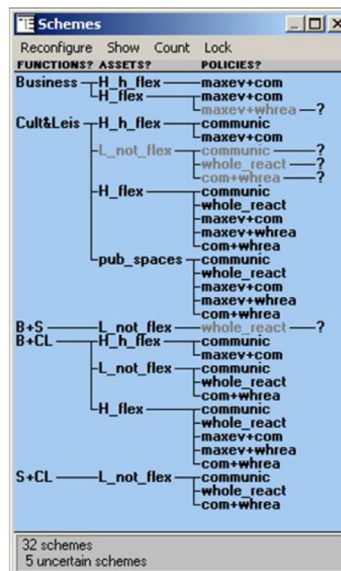 Schemes
Reconfigure Show Count Lock
FUNCTIONS? ASSETS? POLICIES?
Business H_h_flex maxev+com
H_flex maxev+com
maxev+whrea ?
Cult&Leis H_h_flex communic
maxev+com
L_not_flex communic ?
whole_react ?
com+whrea ?
H_flex communic
whole_react
maxev+com
maxev+whrea
com+whrea
pub_spaces communic
whole_react
maxev+com
maxev+whrea
com+whrea
B+S L_not_flex whole_react ?
B+CL H_h_flex communic
maxev+com
L_not_flex communic
whole_react
com+whrea
H_flex communic
whole_react
maxev+com
maxev+whrea
com+whrea
S+CL L_not_flex communic
whole_react
com+whrea
32 schemes
5 uncertain schemes